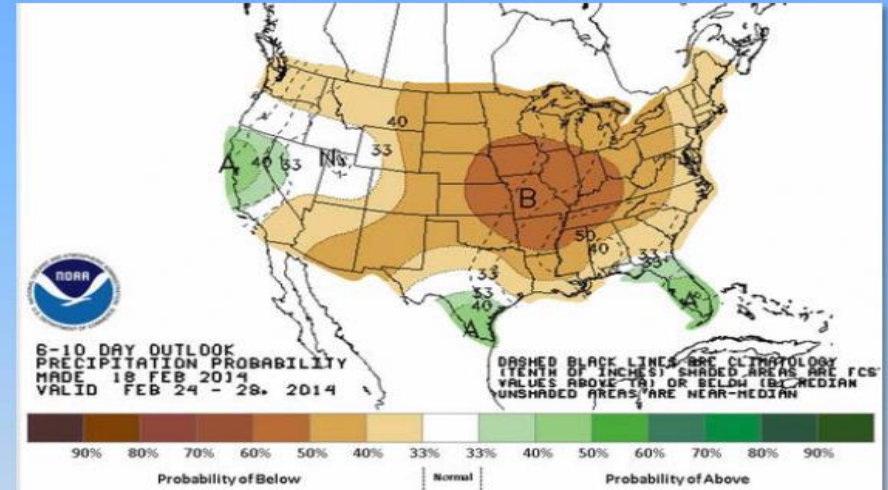 40
A
40
33
N
33
B
50
40
33
33
33
33
40
A
A
NOAA
6-10 DAY OUTLOOK
PRECIPITATION PROBABILITY
MADE 18 FEB 2014
VALID FEB 24 - 28, 2014
DASHED BLACK LINES ARE CLIMATOLOGY
(TENTH OF INCHES) SHADED AREAS ARE FCS
VALUES ABOVE (A) OR BELOW (B) MEDIAN
UNSHADED AREAS ARE NEAR-MEDIAN
90% 80% 70% 60% 50% 40% 33% 33% 40% 50% 60% 70% 80% 90%
Probability of Below Normal Probability of Above